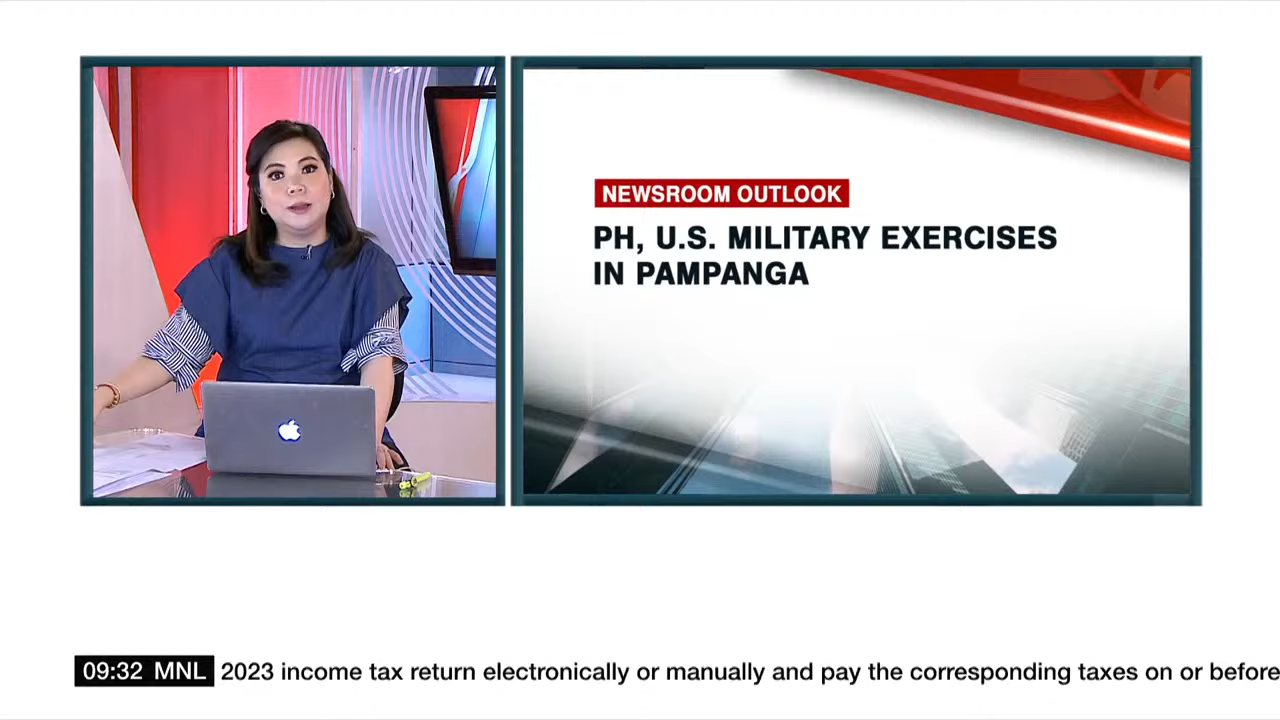 NEWSROOM OUTLOOK
PH, U.S. MILITARY EXERCISES
IN PAMPANGA
09:32 MNL 2023 income tax return electronically or manually and pay the corresponding taxes on or before